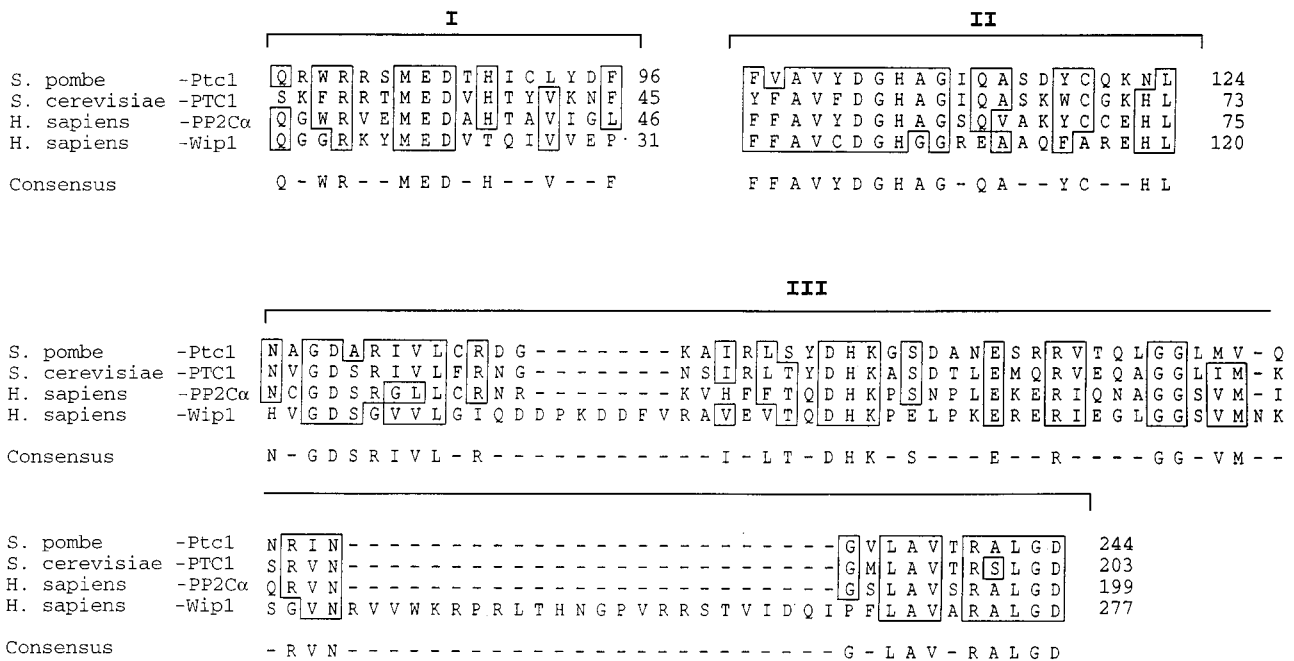 I II
S. pombe -Ptc1 Q R W R R S M E D T H I C L Y D F 96 F V A V Y D G H A G I Q A S D Y C Q K N L 124
S. cerevisiae -PTC1 S K F R R T M E D V H T Y V K N F 45 Y F A V F D G H A G I Q A S K W C G K H L 73
H. sapiens -PP2Cα Q G W R V E M E D A H T A V I G L 46 F F A V Y D G H A G S Q V A K Y C C E H L 75
H. sapiens -Wip1 Q G G R K Y M E D V T Q I V V E P 31 F F A V C D G H G G R E A A Q F A R E H L 120
Consensus Q - W R - - M E D - H - - V - - F F F A V Y D G H A G - Q A - - Y C - - H L
III
S. pombe -Ptc1 N A G D A R I V L C R D G - - - - - - - K A I R L S Y D H K G S D A N E S R R V T Q L G G L M V - Q
S. cerevisiae -PTC1 N V G D S R I V L F R N G - - - - - - - N S I R L T Y D H K A S D T L E M Q R V E Q A G G L I M - K
H. sapiens -PP2Cα N C G D S R G L L C R N R - - - - - - - K V H F F T Q D H K P S N P L E K E R I Q N A G G S V M - I
H. sapiens -Wip1 H V G D S G V V L G I Q D D P K D D F V R A V E V T Q D H K P E L P K E R E R I E G L G G S V M N K
Consensus N - G D S R I V L - R - - - - - - - - - - - I - L T - D H K - S - - - E - - R - - - - G G - V M - -
S. pombe -Ptc1 N R I N - - - - - - - - - - - - - - - - - - - - - - - - G V L A V T R A L G D 244
S. cerevisiae -PTC1 S R V N - - - - - - - - - - - - - - - - - - - - - - - - G M L A V T R S L G D 203
H. sapiens -PP2Cα Q R V N - - - - - - - - - - - - - - - - - - - - - - - - G S L A V S R A L G D 199
H. sapiens -Wip1 S G V N R V V W K R P R L T H N G P V R R S T V I D Q I P F L A V A R A L G D 277
Consensus - R V N - - - - - - - - - - - - - - - - - - - - - - - - G - L A V - R A L G D